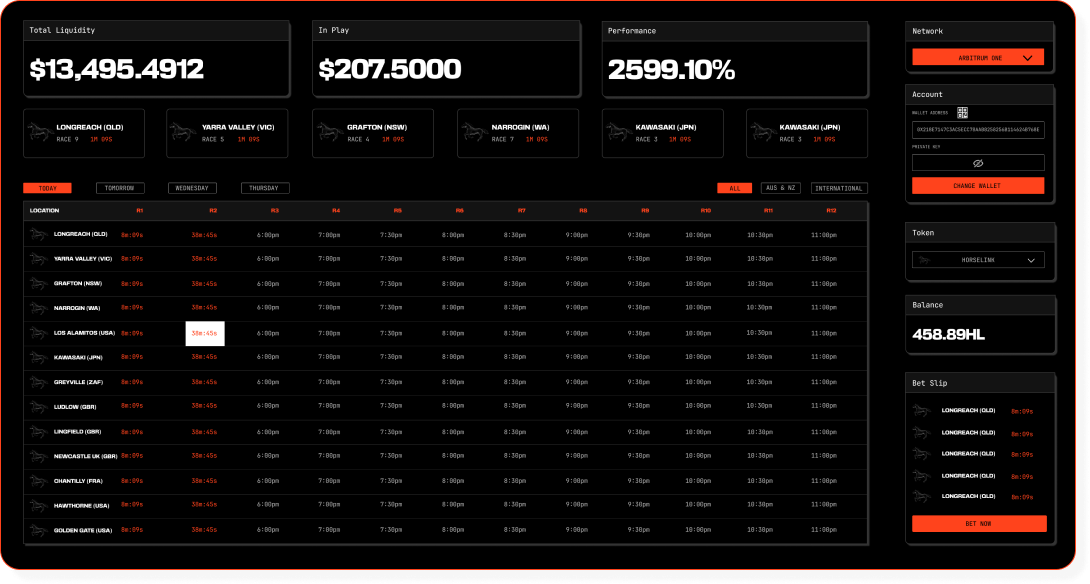 Total Liquidity
$13,495.4912
In Play
$207.5000
Performance
2599.10%
LONGREACH (QLD)
RACE 9 1M 09S
YARRA VALLEY (VIC)
RACE 5 1M 09S
GRAFTON (NSW)
RACE 4 1M 09S
NARROGIN (WA)
RACE 7 1M 09S
KAWASAKI (JPN)
RACE 3 1M 09S
KAWASAKI (JPN)
RACE 3 1M 09S
TODAY TOMORROW WEDNESDAY THURSDAY ALL AUS & NZ INTERNATIONAL
LOCATION R1 R2 R3 R4 R5 R6 R7 R8 R9 R10 R11 R12
LONGREACH (QLD) 8m:09s 38m:45s 6:00pm 7:00pm 7:30pm 8:00pm 8:30pm 9:00pm 9:30pm 10:00pm 10:30pm 11:00pm
YARRA VALLEY (VIC) 8m:09s 38m:45s 6:00pm 7:00pm 7:30pm 8:00pm 8:30pm 9:00pm 9:30pm 10:00pm 10:30pm 11:00pm
GRAFTON (NSW) 8m:09s 38m:45s 6:00pm 7:00pm 7:30pm 8:00pm 8:30pm 9:00pm 9:30pm 10:00pm 10:30pm 11:00pm
NARROGIN (WA) 8m:09s 38m:45s 6:00pm 7:00pm 7:30pm 8:00pm 8:30pm 9:00pm 9:30pm 10:00pm 10:30pm 11:00pm
LOS ALAMITOS (USA) 8m:09s 38m:45s 6:00pm 7:00pm 7:30pm 8:00pm 8:30pm 9:00pm 9:30pm 10:00pm 10:30pm 11:00pm
KAWASAKI (JPN) 8m:09s 38m:45s 6:00pm 7:00pm 7:30pm 8:00pm 8:30pm 9:00pm 9:30pm 10:00pm 10:30pm 11:00pm
GREYVILLE (ZAF) 8m:09s 38m:45s 6:00pm 7:00pm 7:30pm 8:00pm 8:30pm 9:00pm 9:30pm 10:00pm 10:30pm 11:00pm
LUDLOW (GBR) 8m:09s 38m:45s 6:00pm 7:00pm 7:30pm 8:00pm 8:30pm 9:00pm 9:30pm 10:00pm 10:30pm 11:00pm
LINGFIELD (GBR) 8m:09s 38m:45s 6:00pm 7:00pm 7:30pm 8:00pm 8:30pm 9:00pm 9:30pm 10:00pm 10:30pm 11:00pm
NEWCASTLE UK (GBR) 8m:09s 38m:45s 6:00pm 7:00pm 7:30pm 8:00pm 8:30pm 9:00pm 9:30pm 10:00pm 10:30pm 11:00pm
CHANTILLY (FRA) 8m:09s 38m:45s 6:00pm 7:00pm 7:30pm 8:00pm 8:30pm 9:00pm 9:30pm 10:00pm 10:30pm 11:00pm
HAWTHORNE (USA) 8m:09s 38m:45s 6:00pm 7:00pm 7:30pm 8:00pm 8:30pm 9:00pm 9:30pm 10:00pm 10:30pm 11:00pm
GOLDEN GATE (USA) 8m:09s 38m:45s 6:00pm 7:00pm 7:30pm 8:00pm 8:30pm 9:00pm 9:30pm 10:00pm 10:30pm 11:00pm
Network
ARBITRUM ONE
Account
WALLET ADDRESS
PRIVATE KEY
CHANGE WALLET
Token
HORSELINK
Balance
458.89HL
Bet Slip
LONGREACH (QLD) 8m:09s
LONGREACH (QLD) 8m:09s
LONGREACH (QLD) 8m:09s
LONGREACH (QLD) 8m:09s
LONGREACH (QLD) 8m:09s
BET NOW